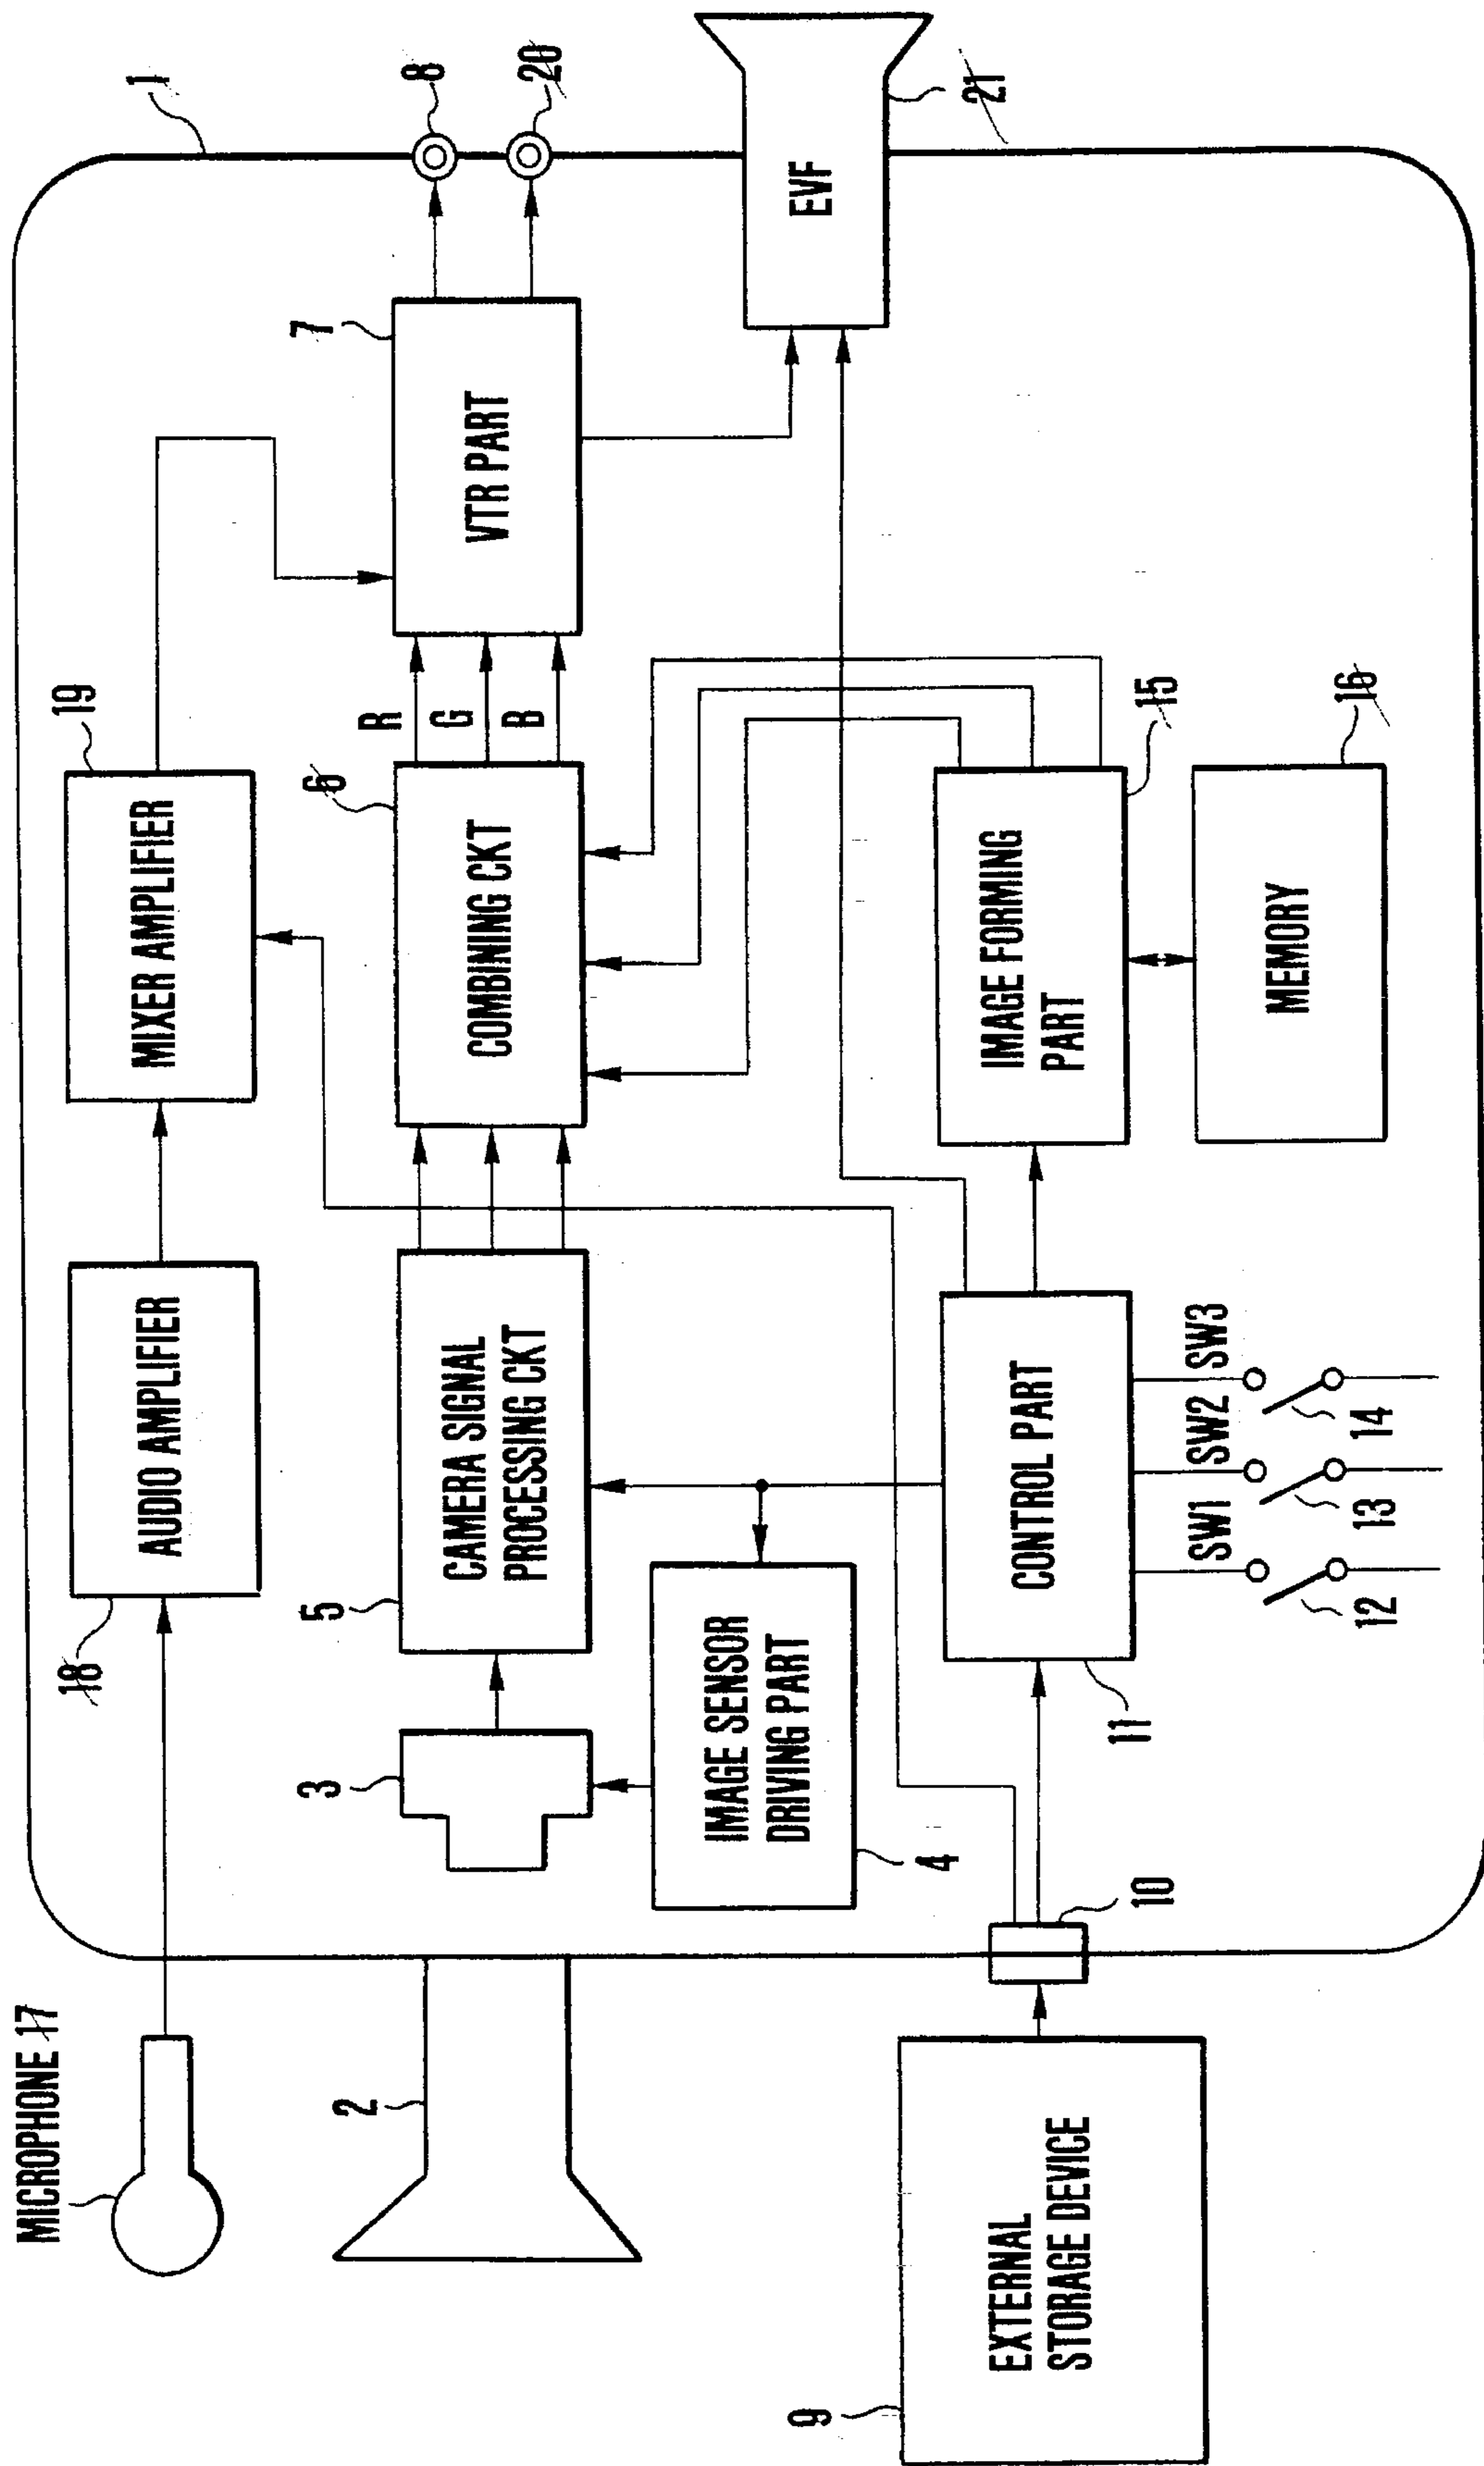 MICROPHONE 17
18
AUDIO AMPLIFIER
19
MIXER AMPLIFIER
1
2
3
5
CAMERA SIGNAL
PROCESSING CKT
6
COMBINING CKT
R
G
B
7
VTR PART
8
20
IMAGE SENSOR
DRIVING PART
4
EVF
21
9
EXTERNAL
STORAGE DEVICE
10
11
CONTROL PART
SW1
SW2
SW3
12
13
14
IMAGE FORMING
PART
15
MEMORY
16